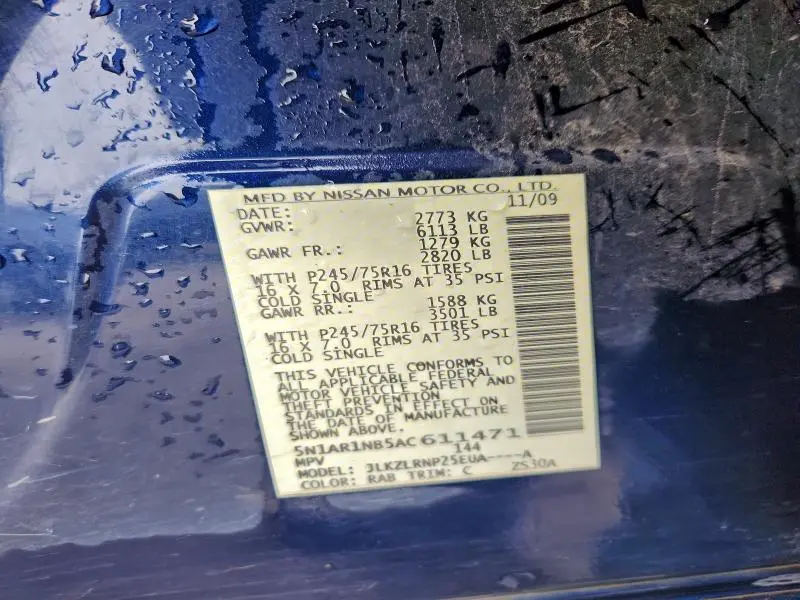 MFD BY NISSAN MOTOR CO., LTD.
DATE: 11/09
GVWR: 2773 KG
6113 LB
GAWR FR.: 1279 KG
2820 LB
WITH P245/75R16 TIRES
16 X 7.0 RIMS AT 35 PSI
COLD SINGLE
GAWR RR.: 1588 KG
3501 LB
WITH P245/75R16 TIRES
16 X 7.0 RIMS AT 35 PSI
COLD SINGLE
THIS VEHICLE CONFORMS TO
ALL APPLICABLE FEDERAL
MOTOR VEHICLE SAFETY AND
THEFT PREVENTION
STANDARDS IN EFFECT ON
THE DATE OF MANUFACTURE
SHOWN ABOVE.
5N1AR1NB5AC611471
MPV 144
MODEL: JLKZLRNP25EUA----A
COLOR: RAB TRIM: C ZS30A